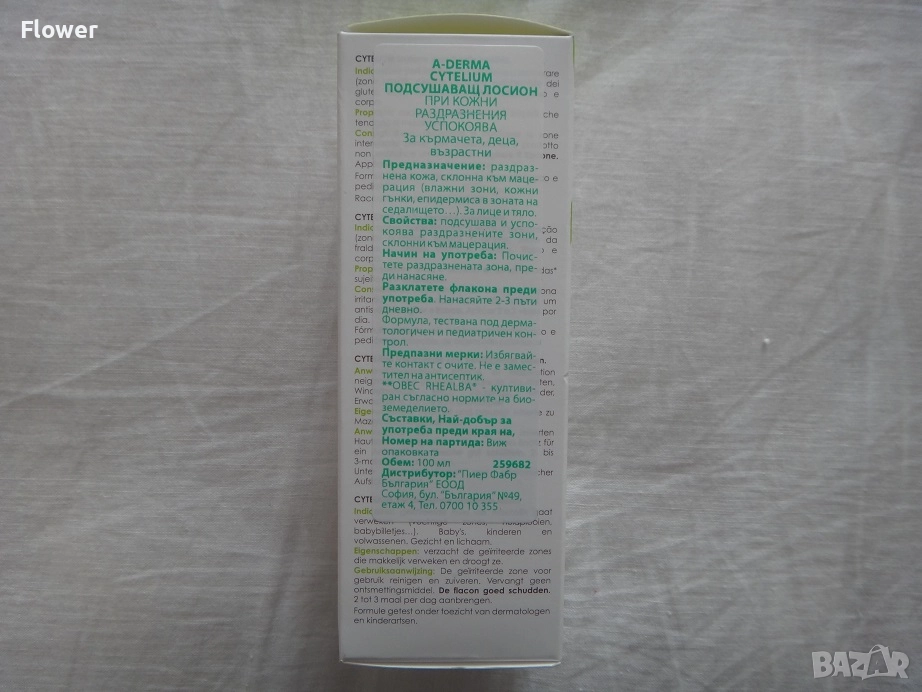 Flower
A-DERMA
CYTELIUM
ПОДСУШАВАЩ ЛОСИОН
ПРИ КОЖНИ
РАЗДРАЗНЕНИЯ
УСПОКОЯВА
За кърмачета, деца,
възрастни
Предназначение: раздраз-
нена кожа, склонна към маце-
рация (влажни зони, кожни
гънки, епидермиса в зоната на
седалището...). За лице и тяло.
Свойства: подсушава и успо-
коява раздразнените зони,
склонни към мацерация.
Начин на употреба: Почис-
тете раздразнената зона, пре-
ди нанасяне.
Разклатете флакона преди
употреба. Нанасяйте 2-3 пъти
дневно.
Формула, тествана под дерма-
тологичен и педиатричен кон-
трол.
Предпазни мерки: Избягвай-
те контакт с очите. Не е замес-
тител на антисептик.
**ОВЕС RHEALBA® - култиви-
ран съгласно нормите на био-
земеделието.
Съставки, Най-добър за
употреба преди края на,
Номер на партида: Виж
опаковката
Обем: 100 мл 259682
Дистрибутор: "Пиер Фабр
България" ЕООД
София, бул. "България" №49,
етаж 4, Тел. 0700 10 355
babybilletjes...). Baby's, kinderen en
volwassenen. Gezicht en lichaam.
Eigenschappen: verzacht de geïrriteerde zones
die makkelijk verweken en droogt ze.
Gebruiksaanwijzing: De geïrriteerde zone voor
gebruik reinigen en zuiveren. Vervangt geen
ontsmettingsmiddel. De flacon goed schudden.
2 tot 3 maal per dag aanbrengen.
Formule getest onder toezicht van dermatologen
en kinderartsen.
BAZAR